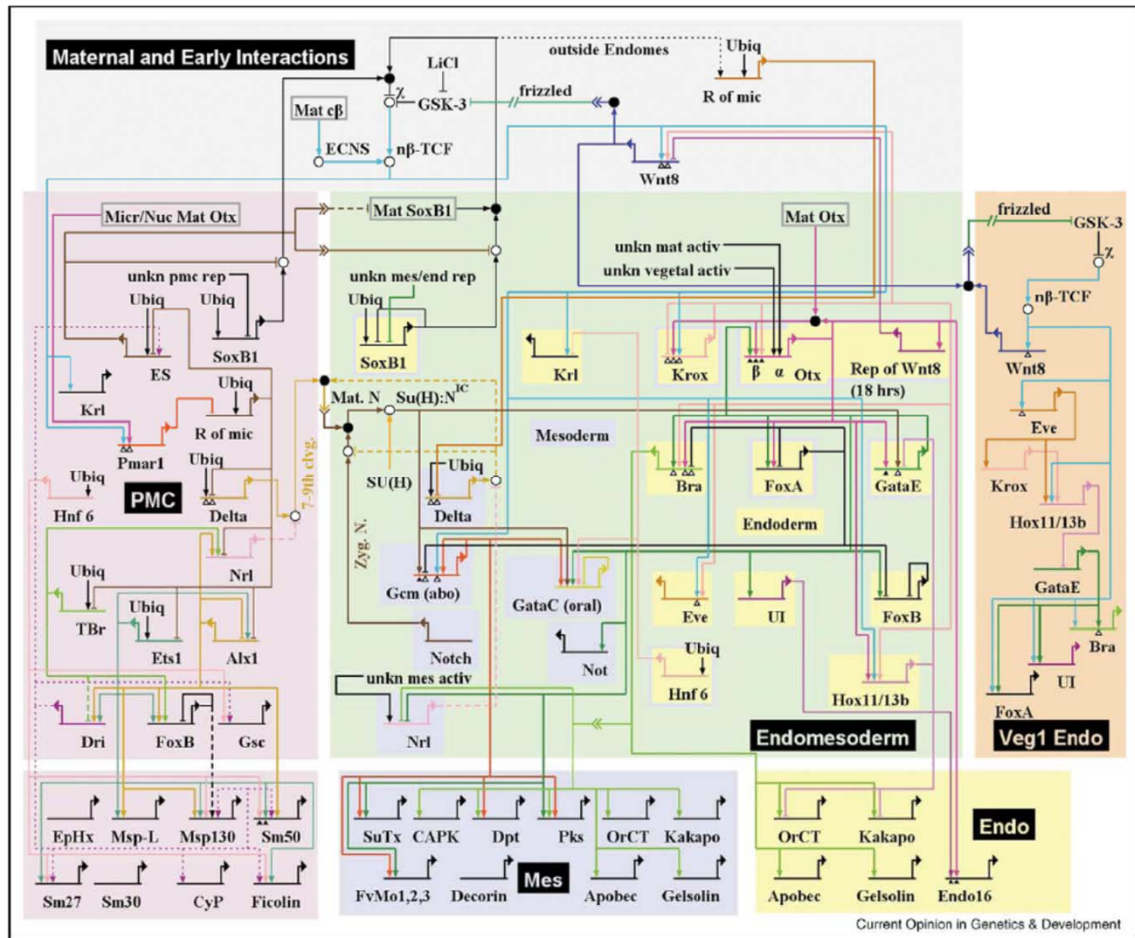 Maternal and Early Interactions
outside Endomes
Ubiq
LiCl
R of mic
χ
GSK-3
frizzled
Mat cβ
ECNS
nβ-TCF
Wnt8
Micr/Nuc Mat Otx
Mat SoxB1
Mat Otx
frizzled
GSK-3
χ
unkn mat activ
unkn vegetal activ
unkn pmc rep
unkn mes/end rep
Ubiq
Ubiq
Ubiq
nβ-TCF
SoxB1
SoxB1
ES
Krl
Krox
β
α
Otx
Rep of Wnt8
(18 hrs)
Wnt8
Krl
Ubiq
R of mic
Mat. N
Su(H):N^IC
Mesoderm
Eve
Pmar1
PMC
7-9th clvg.
SU(H)
Ubiq
Ubiq
Ubiq
Hnf 6
Delta
Delta
Bra
FoxA
GataE
Krox
Hox11/13b
Endoderm
Nrl
Zyg. N.
Ubiq
TBr
Ubiq
Ets1
Alx1
Gcm (abo)
GataC (oral)
Eve
UI
FoxB
GataE
Bra
Notch
Not
Ubiq
Hnf 6
Hox11/13b
UI
FoxA
unkn mes activ
Dri
FoxB
Gsc
Nrl
Endomesoderm
Veg1 Endo
EpHx
Msp-L
Msp130
Sm50
SuTx
CAPK
Dpt
Pks
OrCT
Kakapo
OrCT
Kakapo
Endo
Sm27
Sm30
CyP
Ficolin
FvMo1,2,3
Decorin
Mes
Apobec
Gelsolin
Apobec
Gelsolin
Endo16
Current Opinion in Genetics & Development